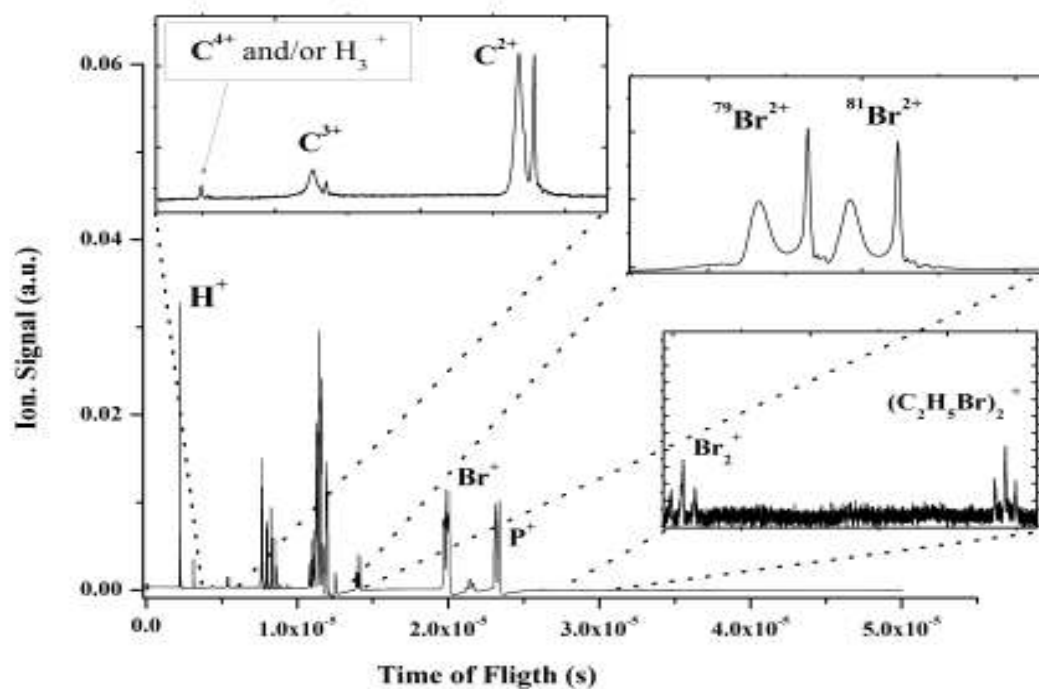 C⁴⁺ and/or H₃⁺
C³⁺
C²⁺
⁷⁹Br²⁺
⁸¹Br²⁺
(C₂H₅Br)₂⁺
Br₂⁺
H⁺
Br⁺
P⁺
Ion. Signal (a.u.)
0.06
0.04
0.02
0.00
0.0
1.0x10⁻⁵
2.0x10⁻⁵
3.0x10⁻⁵
4.0x10⁻⁵
5.0x10⁻⁵
Time of Fligth (s)